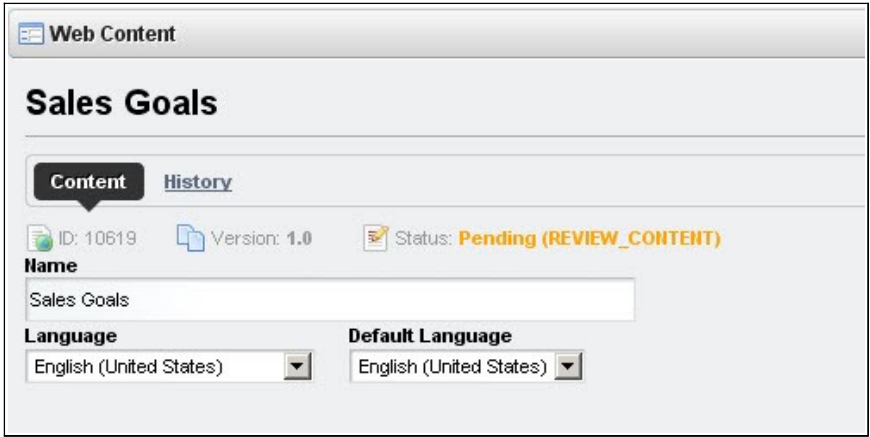 Web Content
Sales Goals
Content History
ID: 10619 Version: 1.0 Status: Pending (REVIEW_CONTENT)
Name
Sales Goals
Language Default Language
English (United States) English (United States)